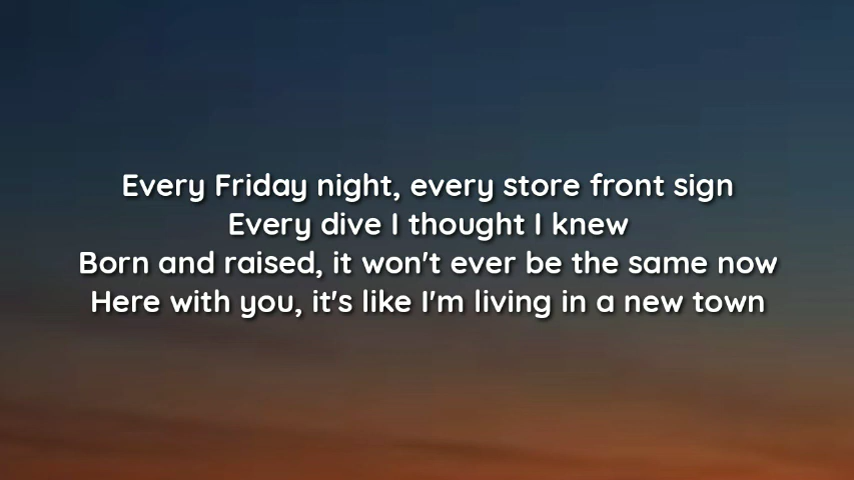 Every Friday night, every store front sign
Every dive I thought I knew
Born and raised, it won't ever be the same now
Here with you, it's like I'm living in a new town